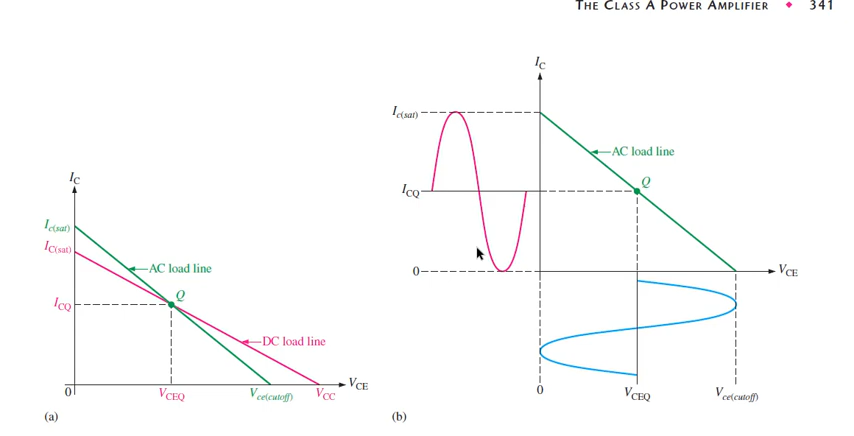 THE CLASS A POWER AMPLIFIER ◆ 341
I_C
I_c(sat)
AC load line
Q
I_CQ
0
V_CE
0
V_CEQ
V_ce(cutoff)
(b)
I_C
I_c(sat)
I_C(sat)
AC load line
Q
I_CQ
DC load line
0
V_CEQ
V_ce(cutoff)
V_CC
V_CE
(a)